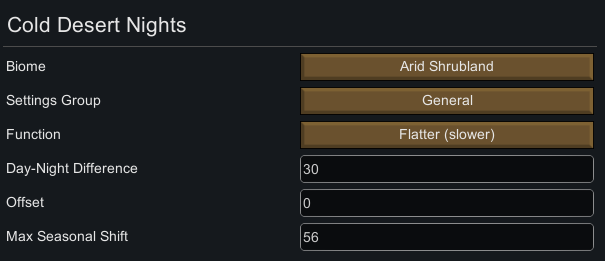 Cold Desert Nights
Biome Arid Shrubland
Settings Group General
Function Flatter (slower)
Day-Night Difference 30
Offset 0
Max Seasonal Shift 56